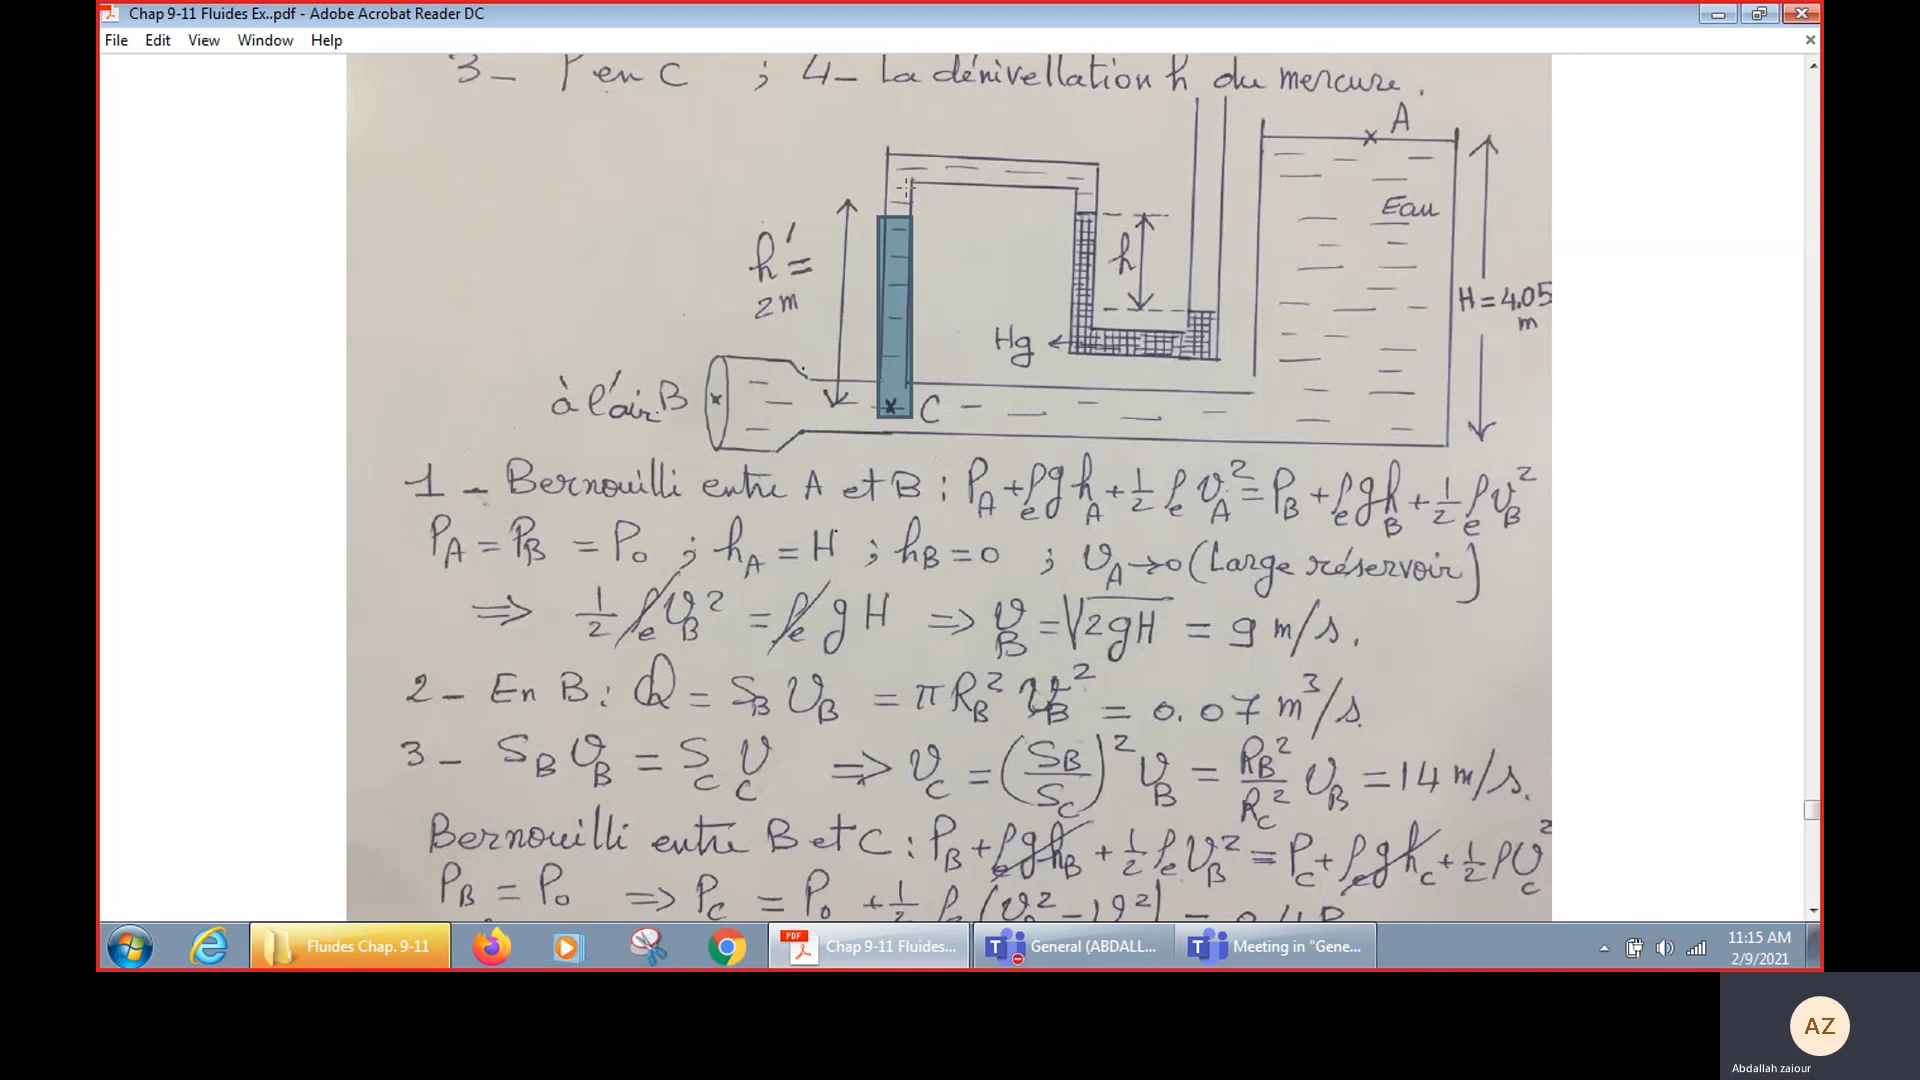 Chap 9-11 Fluides Ex..pdf - Adobe Acrobat Reader DC
File Edit View Window Help
3- P en C ; 4- La dénivellation h du mercure.
A
Eau
h' =
2m
h
H = 4.05
m
Hg
à l'air B
C
1 - Bernouilli entre A et B : P_A + ρ_e g h_A + 1/2 ρ_e v_A² = P_B + ρ_e g h_B + 1/2 ρ_e v_B²
P_A = P_B = P_0 ; h_A = H ; h_B = 0 ; v_A → 0 (Large réservoir)
⇒ 1/2 ρ_e v_B² = ρ_e g H ⇒ v_B = √2gH = 9 m/s.
2 - En B : Q = S_B v_B = π R_B² v_B² = 0.07 m³/s.
3 - S_B v_B = S_C v_C ⇒ v_C = (S_B/S_C)² v_B = R_B²/R_C² v_B = 14 m/s.
Bernouilli entre B et C : P_B + ρ_e g h_B + 1/2 ρ_e v_B² = P_C + ρ_e g h_C + 1/2 ρ v_C²
P_B = P_0 ⇒ P_C = P_0 + 1/2
Fluides Chap. 9-11
Chap 9-11 Fluides...
General (ABDALL...
Meeting in "Gene...
11:15 AM
2/9/2021
PDF
AZ
Abdallah zaiour